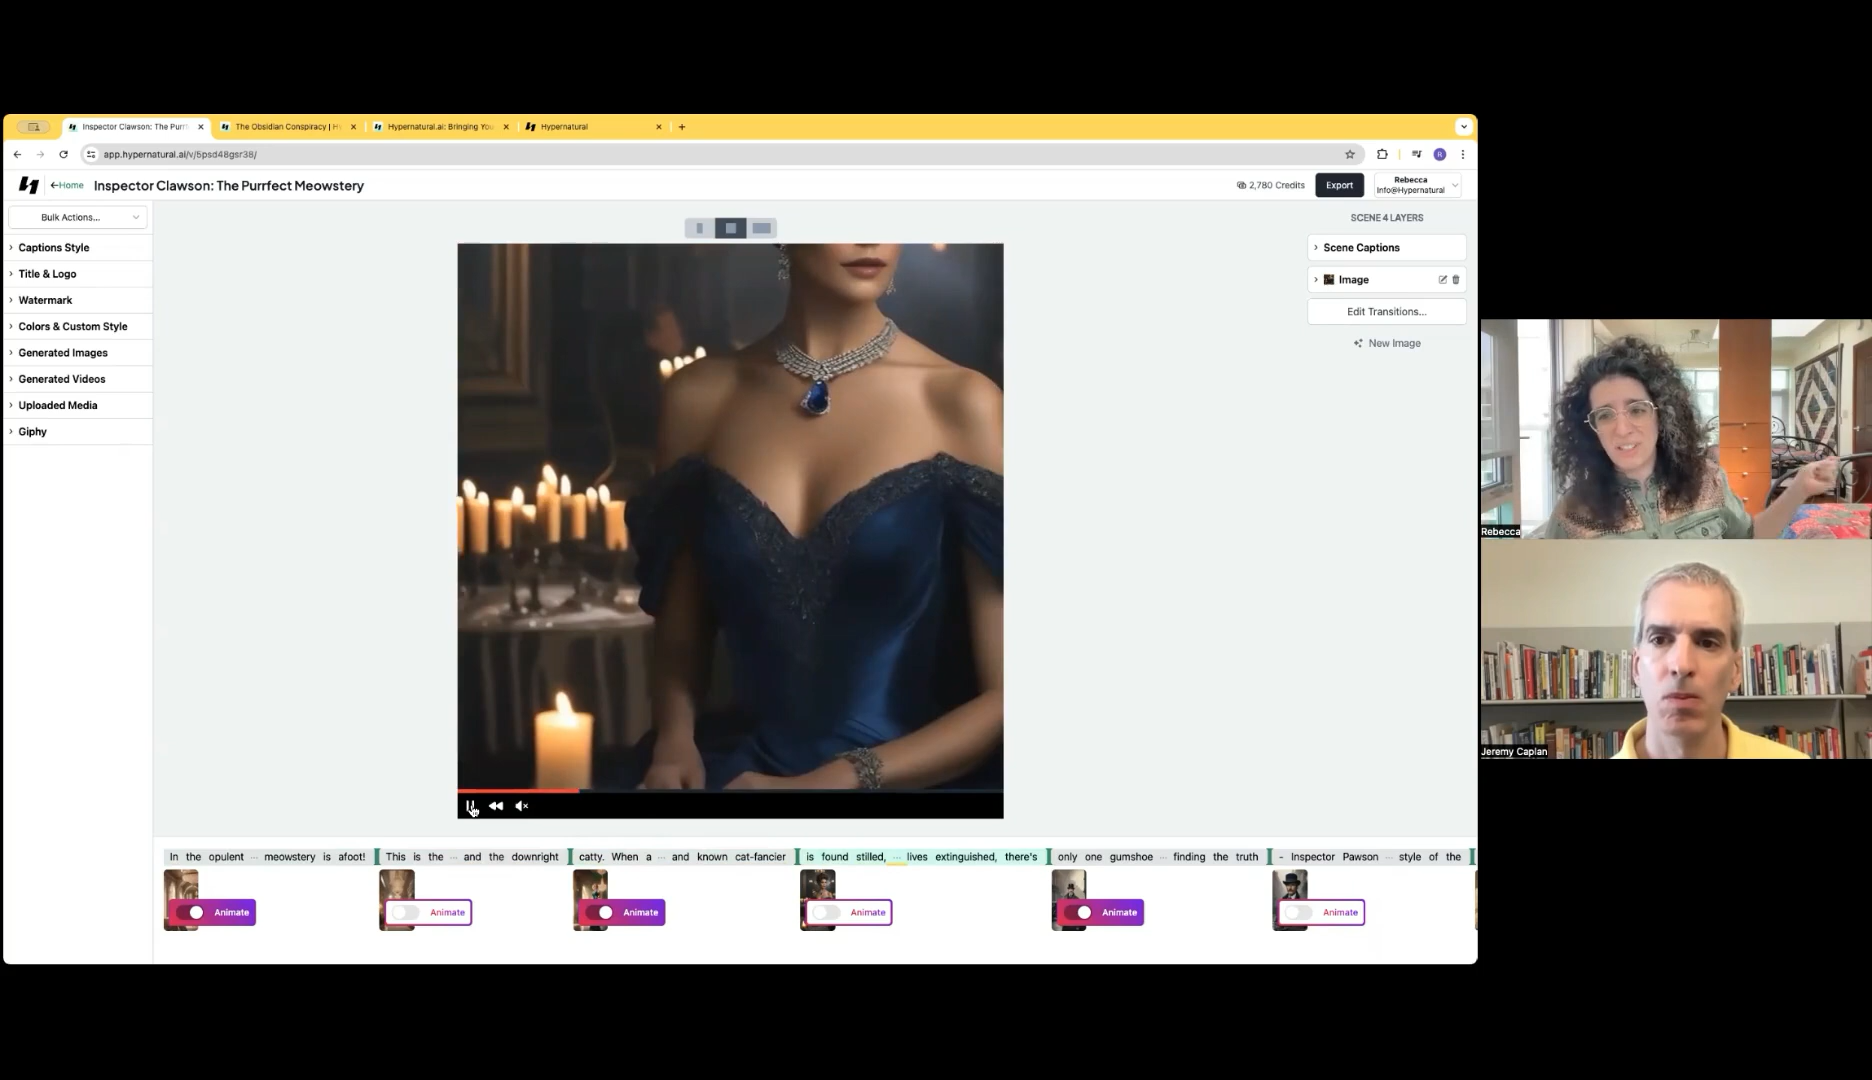 Inspector Clawson: The Purr
The Obsidian Conspiracy | H
Hypernatural.ai: Bringing You
Hypernatural
app.hypernatural.ai/v/5psd48gsr38/
Home
Inspector Clawson: The Purrfect Meowstery
2,780 Credits
Export
Rebecca
Info@Hypernatural
Bulk Actions...
Captions Style
Title & Logo
Watermark
Colors & Custom Style
Generated Images
Generated Videos
Uploaded Media
Giphy
SCENE 4 LAYERS
Scene Captions
Image
Edit Transitions...
New Image
Rebecca
Jeremy Caplan
In the opulent ··· meowstery is afoot!
This is the ··· and the downright
catty. When a ··· and known cat-fancier
is found stilled, ··· lives extinguished, there's
only one gumshoe ··· finding the truth
- Inspector Pawson ··· style of the
Animate
Animate
Animate
Animate
Animate
Animate